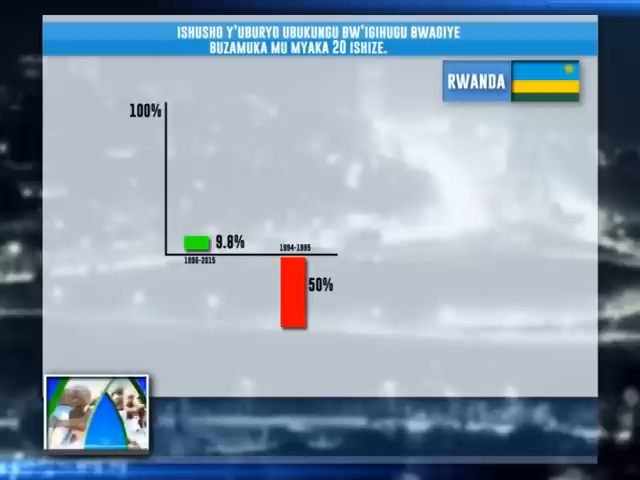 ISHUSHO Y'UBURYO UBUKUNGU BW'IGIHUGU BWAGIYE
BUZAMUKA MU MYAKA 20 ISHIZE.
RWANDA
100%
9.8%
1994-1995
1996-2015
50%